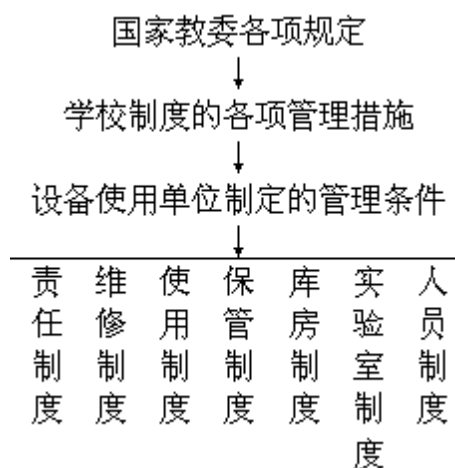 国家教委各项规定
学校制度的各项管理措施
设备使用单位制定的管理条件
责任制度
维修制度
使用制度
保管制度
库房制度
实验室制度
人员制度